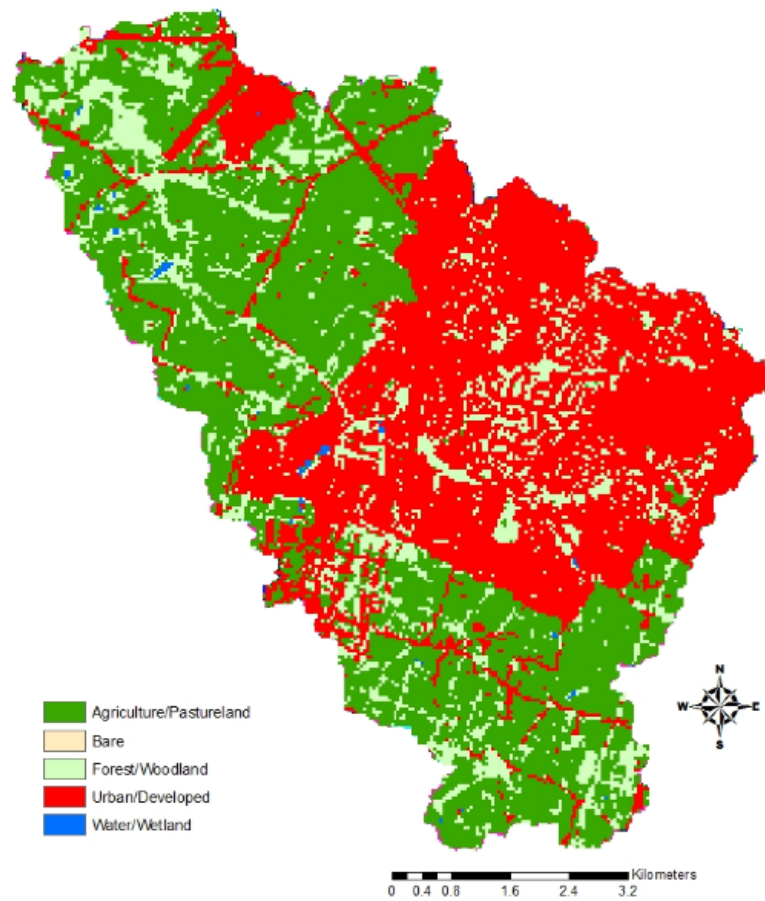 N
W E
S
Agriculture/Pastureland
Bare
Forest/Woodland
Urban/Developed
Water/Wetland
Kilometers
0 0.4 0.8 1.6 2.4 3.2